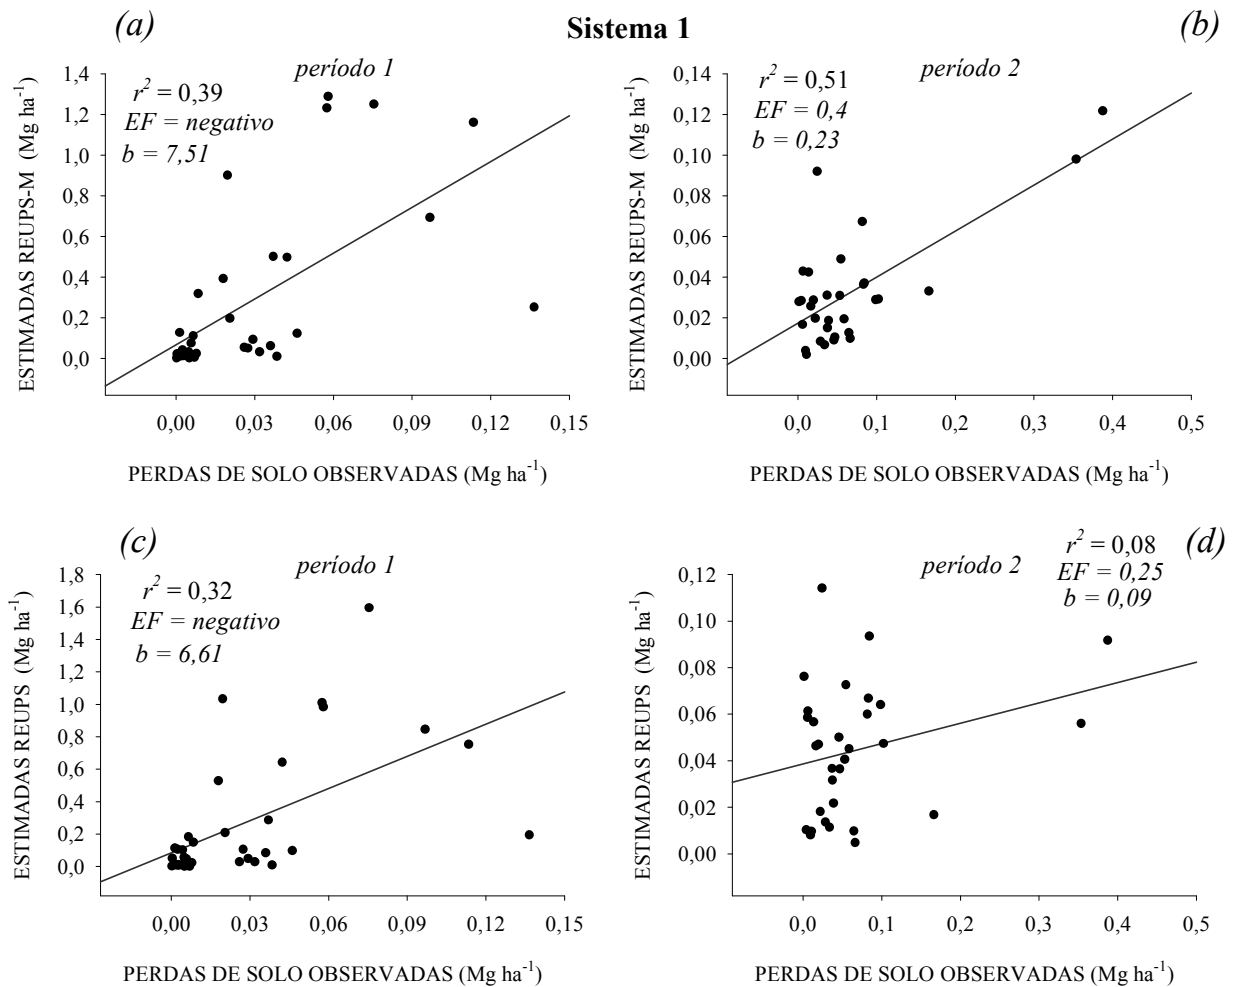 Sistema 1
(a)
período 1
r² = 0,39
EF = negativo
b = 7,51
ESTIMADAS REUPS-M (Mg ha⁻¹)
1,4
1,2
1,0
0,8
0,6
0,4
0,2
0,0
0,00 0,03 0,06 0,09 0,12 0,15
PERDAS DE SOLO OBSERVADAS (Mg ha⁻¹)
(b)
período 2
r² = 0,51
EF = 0,4
b = 0,23
ESTIMADAS REUPS-M (Mg ha⁻¹)
0,14
0,12
0,10
0,08
0,06
0,04
0,02
0,00
0,0 0,1 0,2 0,3 0,4 0,5
PERDAS DE SOLO OBSERVADAS (Mg ha⁻¹)
(c)
período 1
r² = 0,32
EF = negativo
b = 6,61
ESTIMADAS REUPS (Mg ha⁻¹)
1,8
1,6
1,4
1,2
1,0
0,8
0,6
0,4
0,2
0,0
0,00 0,03 0,06 0,09 0,12 0,15
PERDAS DE SOLO OBSERVADAS (Mg ha⁻¹)
(d)
período 2
r² = 0,08
EF = 0,25
b = 0,09
ESTIMADAS REUPS (Mg ha⁻¹)
0,12
0,10
0,08
0,06
0,04
0,02
0,00
0,0 0,1 0,2 0,3 0,4 0,5
PERDAS DE SOLO OBSERVADAS (Mg ha⁻¹)